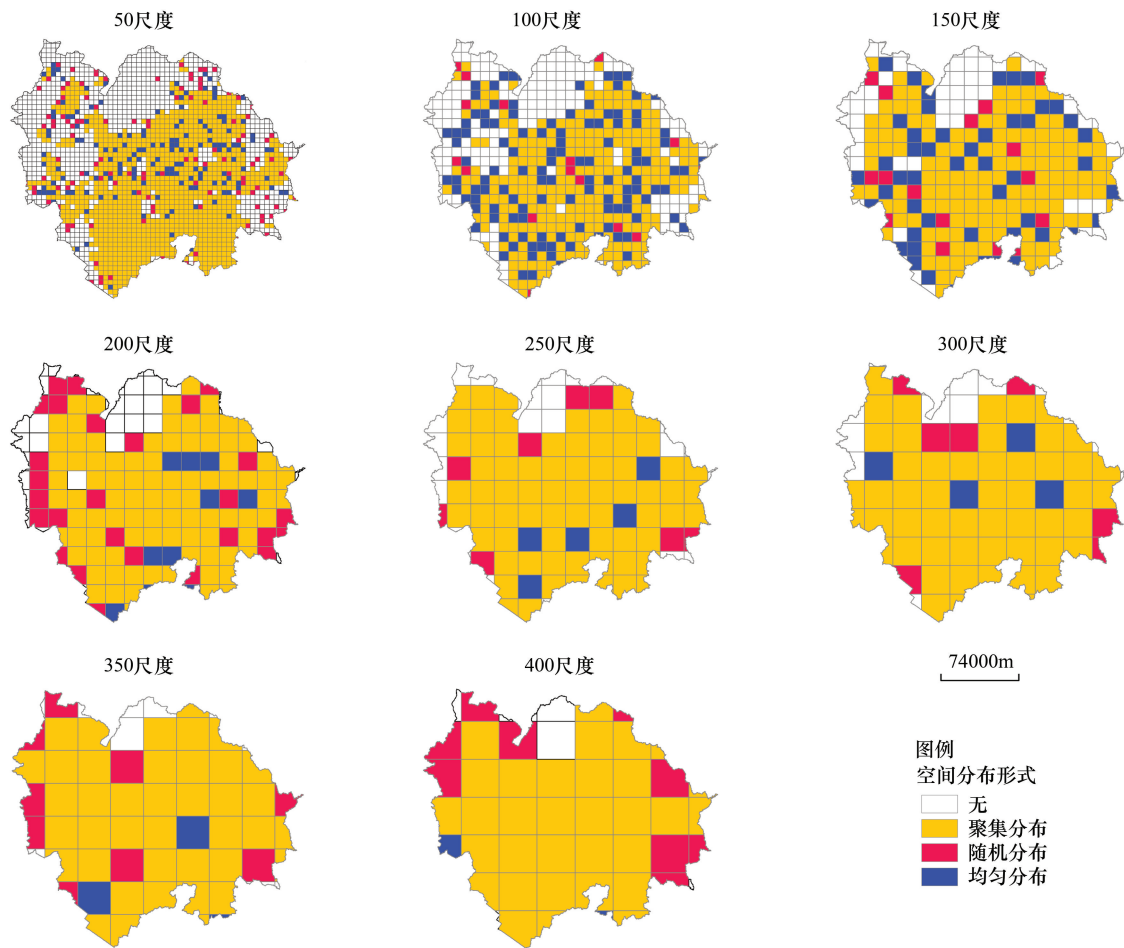 50尺度
100尺度
150尺度
200尺度
250尺度
300尺度
350尺度
400尺度
74000m
图例
空间分布形式
无
聚集分布
随机分布
均匀分布